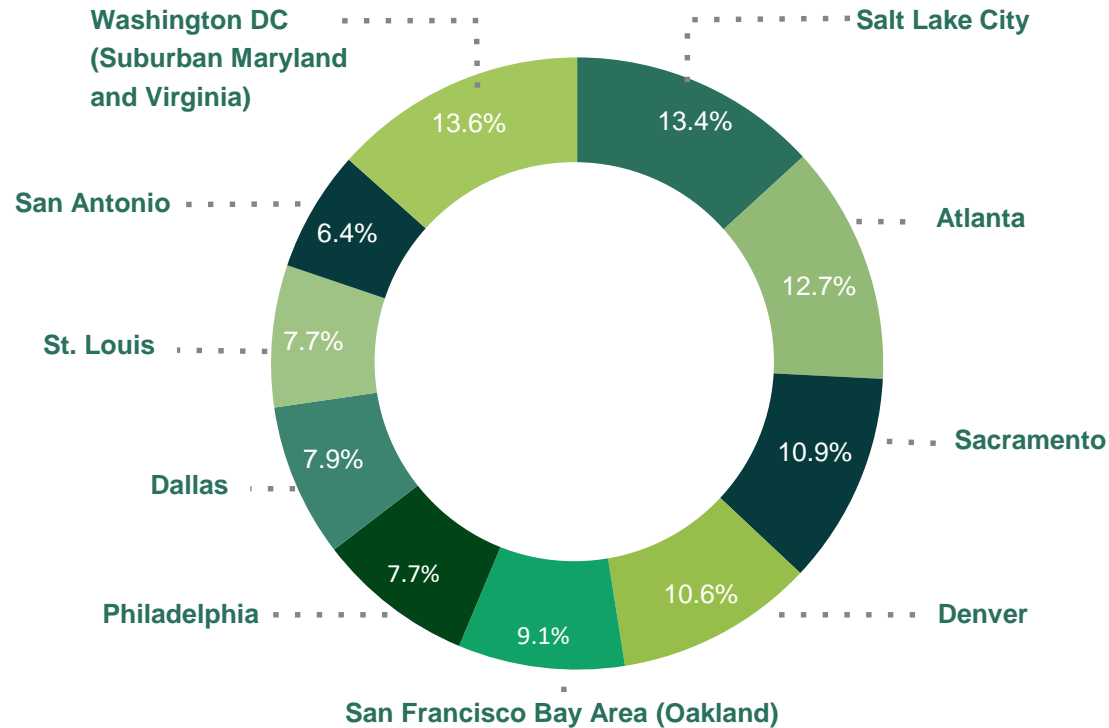 Washington DC
(Suburban Maryland
and Virginia)
Salt Lake City
13.6%
13.4%
San Antonio
6.4%
Atlanta
12.7%
St. Louis
7.7%
Sacramento
10.9%
Dallas
7.9%
Philadelphia
7.7%
10.6%
Denver
9.1%
San Francisco Bay Area (Oakland)